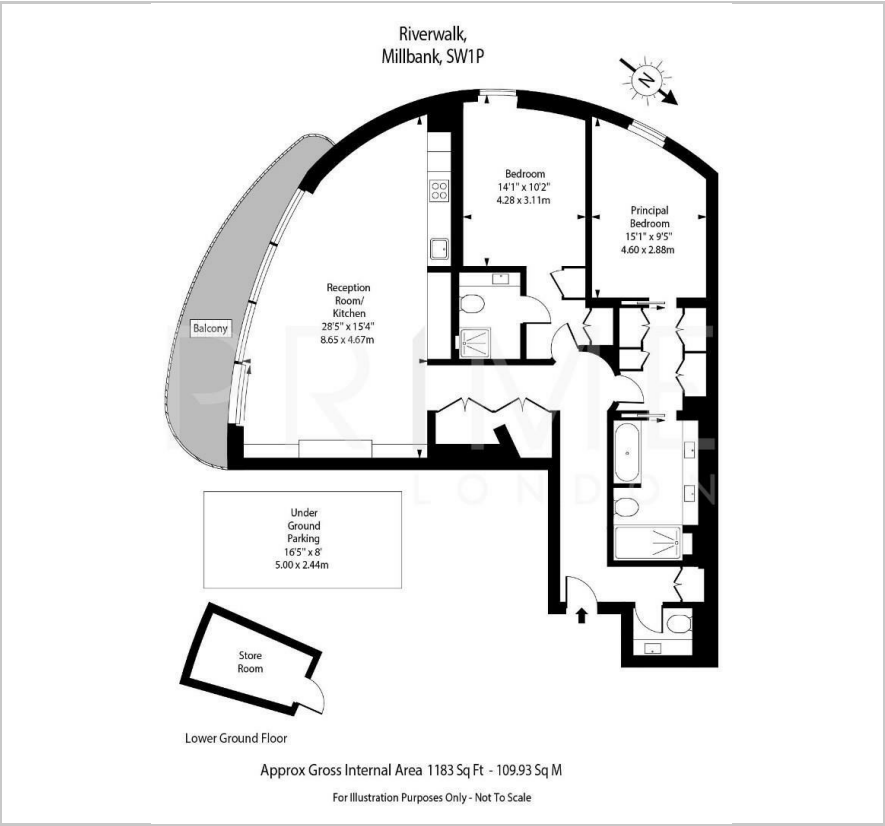 Riverwalk,
Millbank, SW1P
N
Bedroom
14'1" x 10'2"
4.28 x 3.11m
Principal
Bedroom
15'1" x 9'5"
4.60 x 2.88m
Reception
Room/
Kitchen
28'5" x 15'4"
8.65 x 4.67m
Balcony
PRIME
LONDON
Under
Ground
Parking
16'5" x 8'
5.00 x 2.44m
Store
Room
Lower Ground Floor
Approx Gross Internal Area 1183 Sq Ft - 109.93 Sq M
For Illustration Purposes Only - Not To Scale